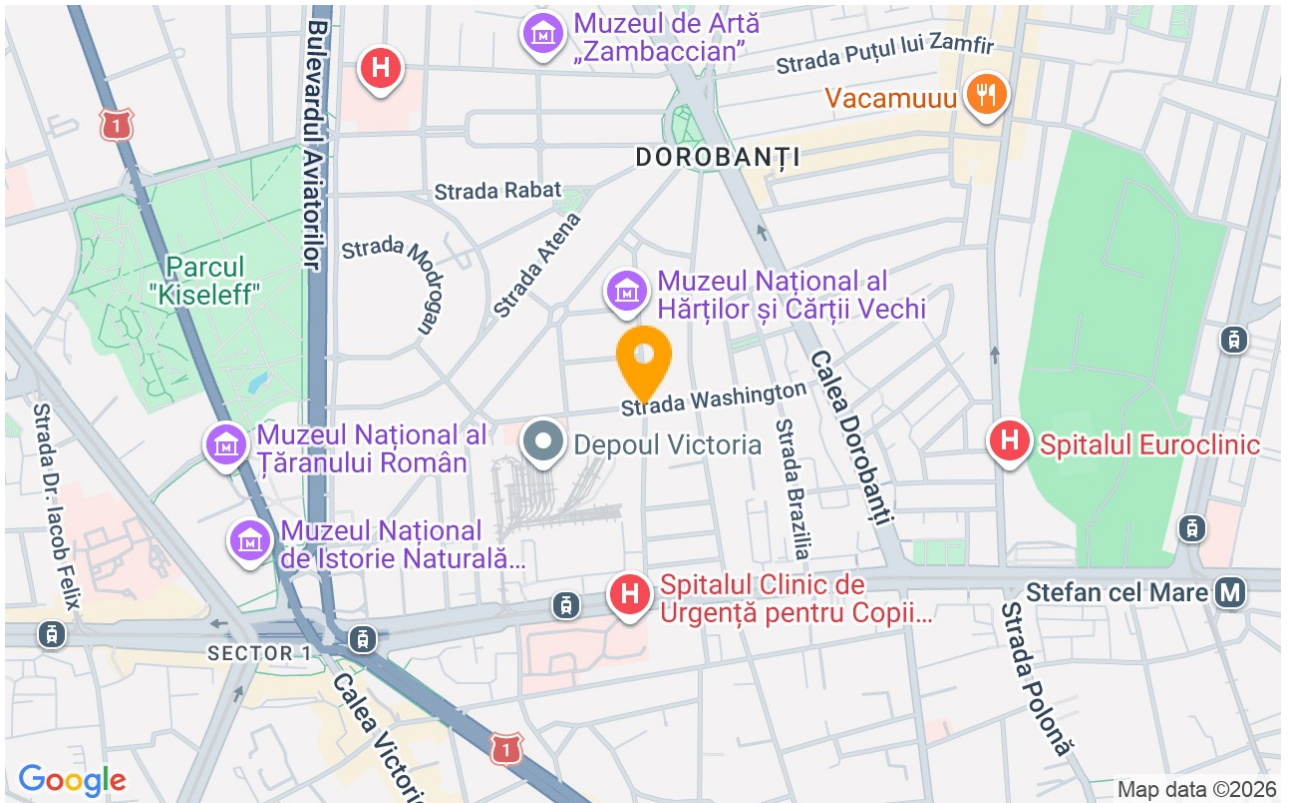 Muzeul de Artă
„Zambaccian”
Strada Puțul lui Zamfir
H
Vacamuuu
Bulevardul Aviatorilor
1
DOROBANȚI
Strada Rabat
Strada Atena
Strada Modrogan
Parcul
"Kiseleff"
Muzeul Național al
Hărților și Cărții Vechi
Calea Dorobanți
Strada Washington
Strada Dr. Iacob Felix
Muzeul Național al
Țăranului Român
Depoul Victoria
Strada Brazilia
H
Spitalul Euroclinic
Muzeul Național
de Istorie Naturală...
H
Spitalul Clinic de
Urgență pentru Copii...
Stefan cel Mare M
SECTOR 1
Strada Polonă
Calea Victorie
1
Google
Map data ©2026